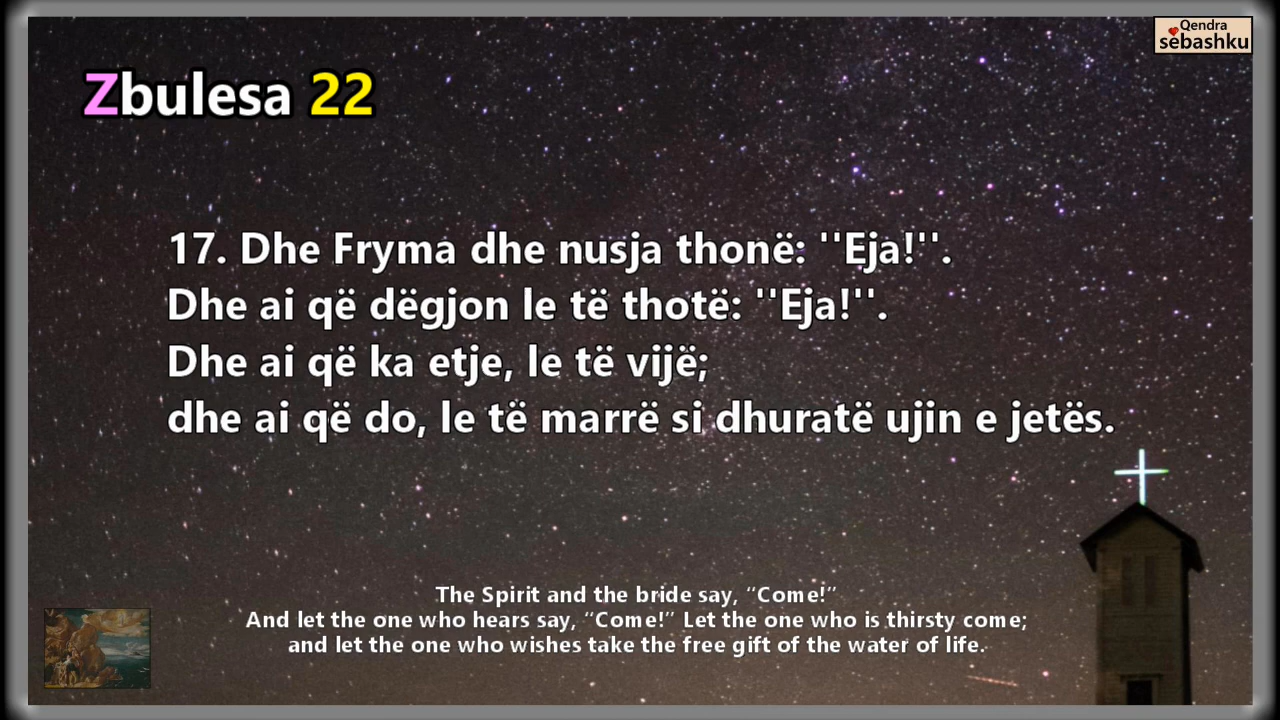 Qendra
sebashku
Zbulesa 22
17. Dhe Fryma dhe nusja thonë: ''Eja!''.
Dhe ai që dëgjon le të thotë: ''Eja!''.
Dhe ai që ka etje, le të vijë;
dhe ai që do, le të marrë si dhuratë ujin e jetës.
The Spirit and the bride say, “Come!”
And let the one who hears say, “Come!” Let the one who is thirsty come;
and let the one who wishes take the free gift of the water of life.